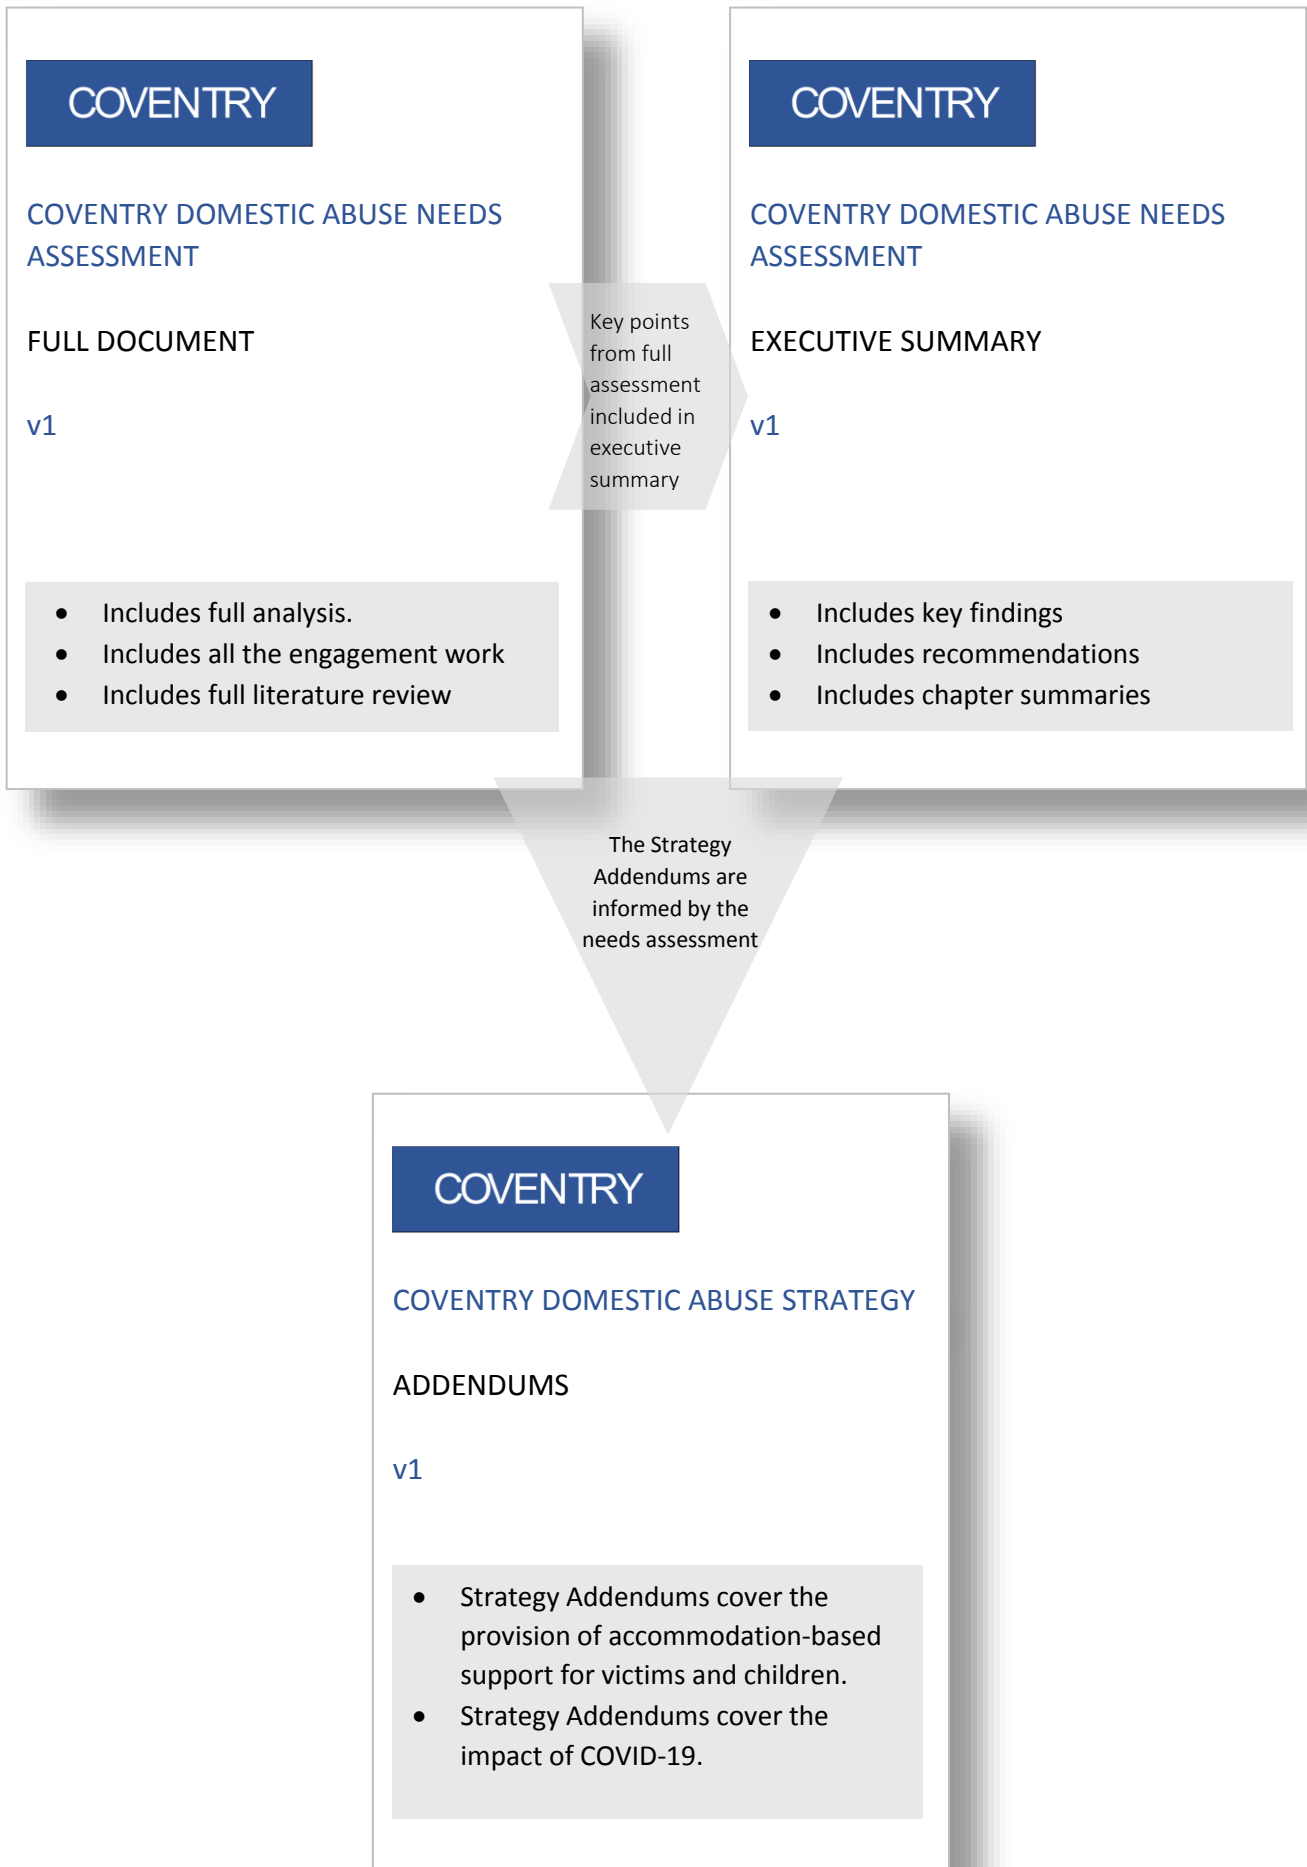 COVENTRY
COVENTRY DOMESTIC ABUSE NEEDS
ASSESSMENT
FULL DOCUMENT
v1
• Includes full analysis.
• Includes all the engagement work
• Includes full literature review
Key points
from full
assessment
included in
executive
summary
COVENTRY
COVENTRY DOMESTIC ABUSE NEEDS
ASSESSMENT
EXECUTIVE SUMMARY
v1
• Includes key findings
• Includes recommendations
• Includes chapter summaries
The Strategy
Addendums are
informed by the
needs assessment
COVENTRY
COVENTRY DOMESTIC ABUSE STRATEGY
ADDENDUMS
v1
• Strategy Addendums cover the
provision of accommodation-based
support for victims and children.
• Strategy Addendums cover the
impact of COVID-19.